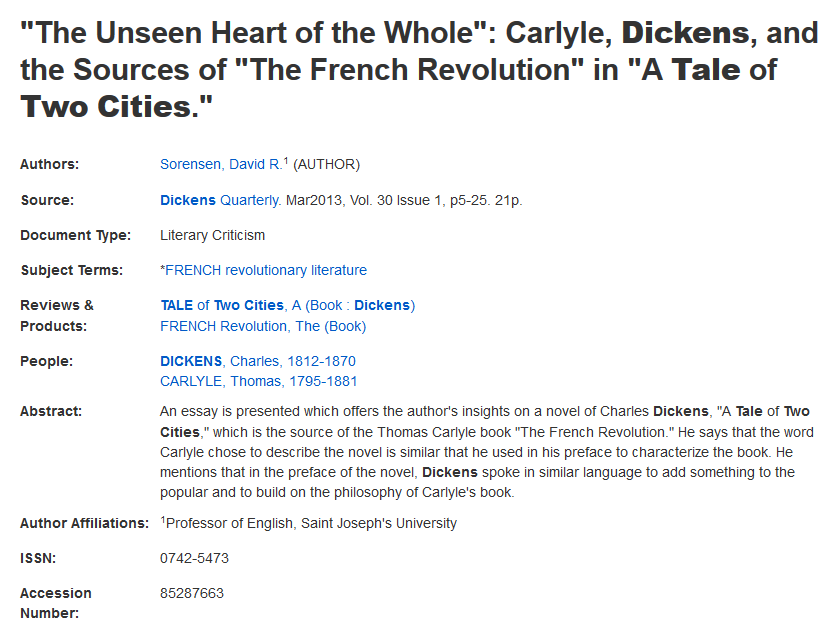 "The Unseen Heart of the Whole": Carlyle, Dickens, and
the Sources of "The French Revolution" in "A Tale of
Two Cities."
Authors: Sorensen, David R.1 (AUTHOR)
Source: Dickens Quarterly. Mar2013, Vol. 30 Issue 1, p5-25. 21p.
Document Type: Literary Criticism
Subject Terms: *FRENCH revolutionary literature
Reviews & TALE of Two Cities, A (Book : Dickens)
Products: FRENCH Revolution, The (Book)
People: DICKENS, Charles, 1812-1870
CARLYLE, Thomas, 1795-1881
Abstract: An essay is presented which offers the author's insights on a novel of Charles Dickens, "A Tale of Two
Cities," which is the source of the Thomas Carlyle book "The French Revolution." He says that the word
Carlyle chose to describe the novel is similar that he used in his preface to characterize the book. He
mentions that in the preface of the novel, Dickens spoke in similar language to add something to the
popular and to build on the philosophy of Carlyle's book.
Author Affiliations: 1Professor of English, Saint Joseph's University
ISSN: 0742-5473
Accession 85287663
Number: